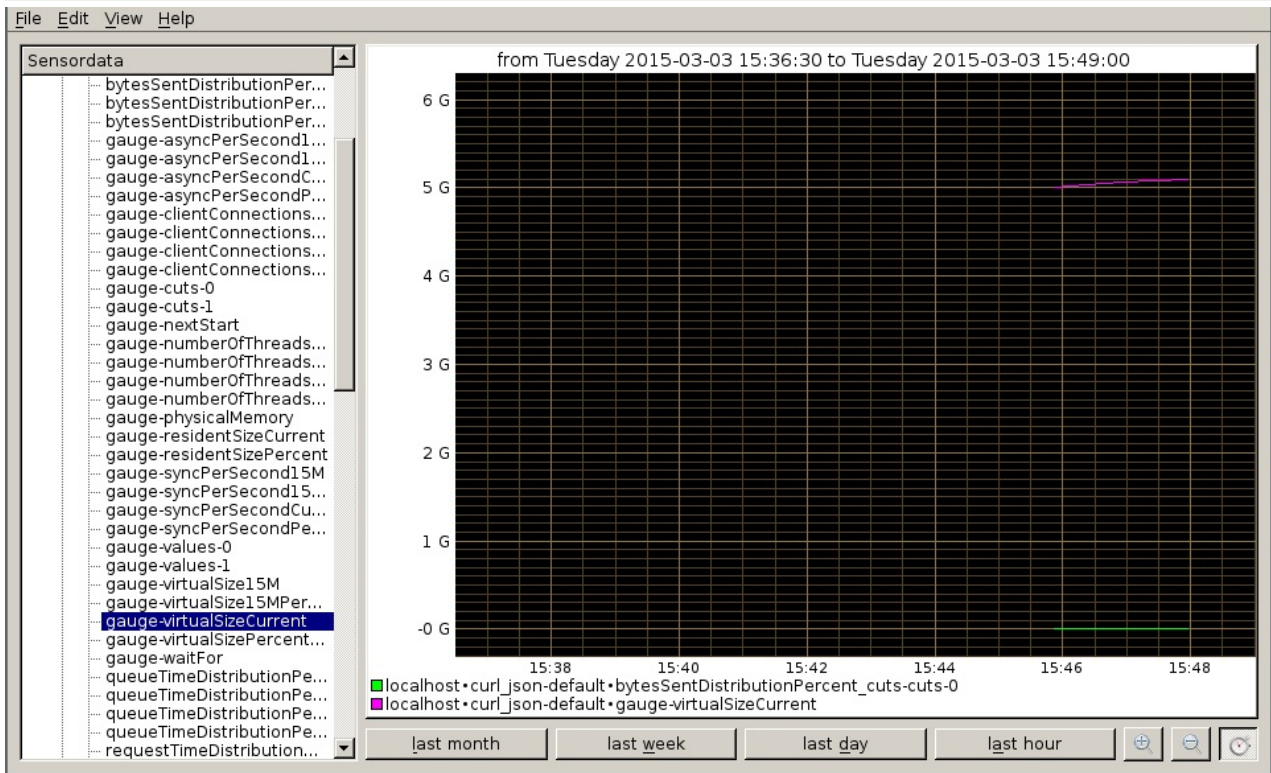 File Edit View Help
Sensordata
bytesSentDistributionPer...
bytesSentDistributionPer...
bytesSentDistributionPer...
gauge-asyncPerSecond1...
gauge-asyncPerSecond1...
gauge-asyncPerSecondC...
gauge-asyncPerSecondP...
gauge-clientConnections...
gauge-clientConnections...
gauge-clientConnections...
gauge-clientConnections...
gauge-cuts-0
gauge-cuts-1
gauge-nextStart
gauge-numberOfThreads...
gauge-numberOfThreads...
gauge-numberOfThreads...
gauge-numberOfThreads...
gauge-physicalMemory
gauge-residentSizeCurrent
gauge-residentSizePercent
gauge-syncPerSecond15M
gauge-syncPerSecond15...
gauge-syncPerSecondCu...
gauge-syncPerSecondPe...
gauge-values-0
gauge-values-1
gauge-virtualSize15M
gauge-virtualSize15MPer...
gauge-virtualSizeCurrent
gauge-virtualSizePercent...
gauge-waitFor
queueTimeDistributionPe...
queueTimeDistributionPe...
queueTimeDistributionPe...
queueTimeDistributionPe...
requestTimeDistribution...
from Tuesday 2015-03-03 15:36:30 to Tuesday 2015-03-03 15:49:00
6 G
5 G
4 G
3 G
2 G
1 G
-0 G
15:38 15:40 15:42 15:44 15:46 15:48
localhost•curl_json-default•bytesSentDistributionPercent_cuts-cuts-0
localhost•curl_json-default•gauge-virtualSizeCurrent
last month last week last day last hour